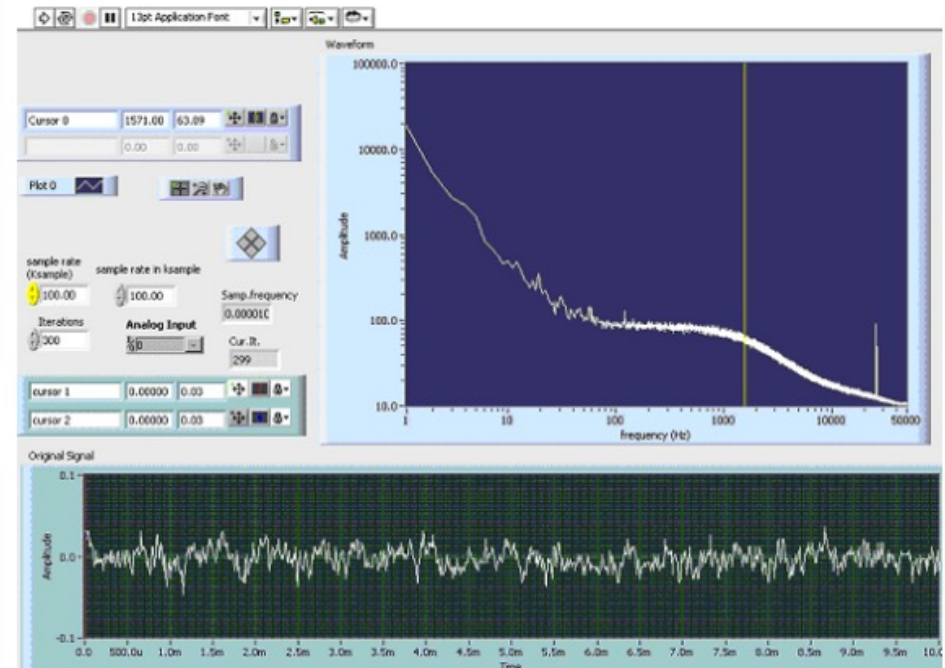 13pt Application Font
Waveform
Cursor 0 1571.00 63.09
0.00 0.00
Plot 0
sample rate
(Ksample)
100.00
sample rate in ksample
100.00
Samp.frequency
0.00001
Iterations
300
Analog Input
0
Cur.It.
299
cursor 1 0.00000 0.03
cursor 2 0.00000 0.03
Amplitude
100000.0
10000.0
1000.0
100.0
10.0
1 10 100 1000 10000 50000
frequency (Hz)
Original Signal
Amplitude
0.1
0.0
-0.1
0.0 500.0u 1.0m 1.5m 2.0m 2.5m 3.0m 3.5m 4.0m 4.5m 5.0m 5.5m 6.0m 6.5m 7.0m 7.5m 8.0m 8.5m 9.0m 9.5m 10.0
Time